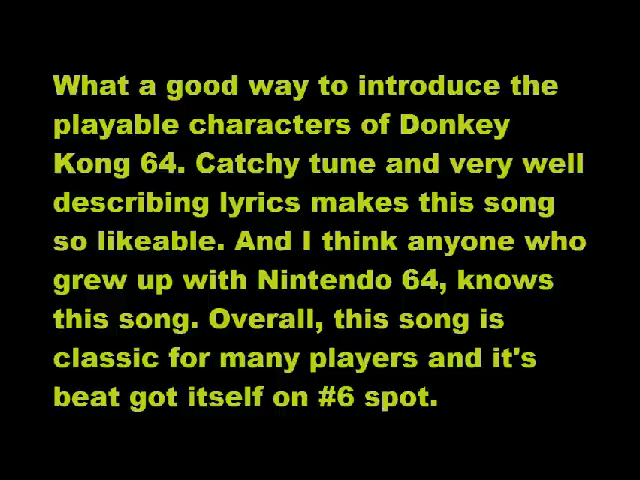 What a good way to introduce the
playable characters of Donkey
Kong 64. Catchy tune and very well
describing lyrics makes this song
so likeable. And I think anyone who
grew up with Nintendo 64, knows
this song. Overall, this song is
classic for many players and it's
beat got itself on #6 spot.